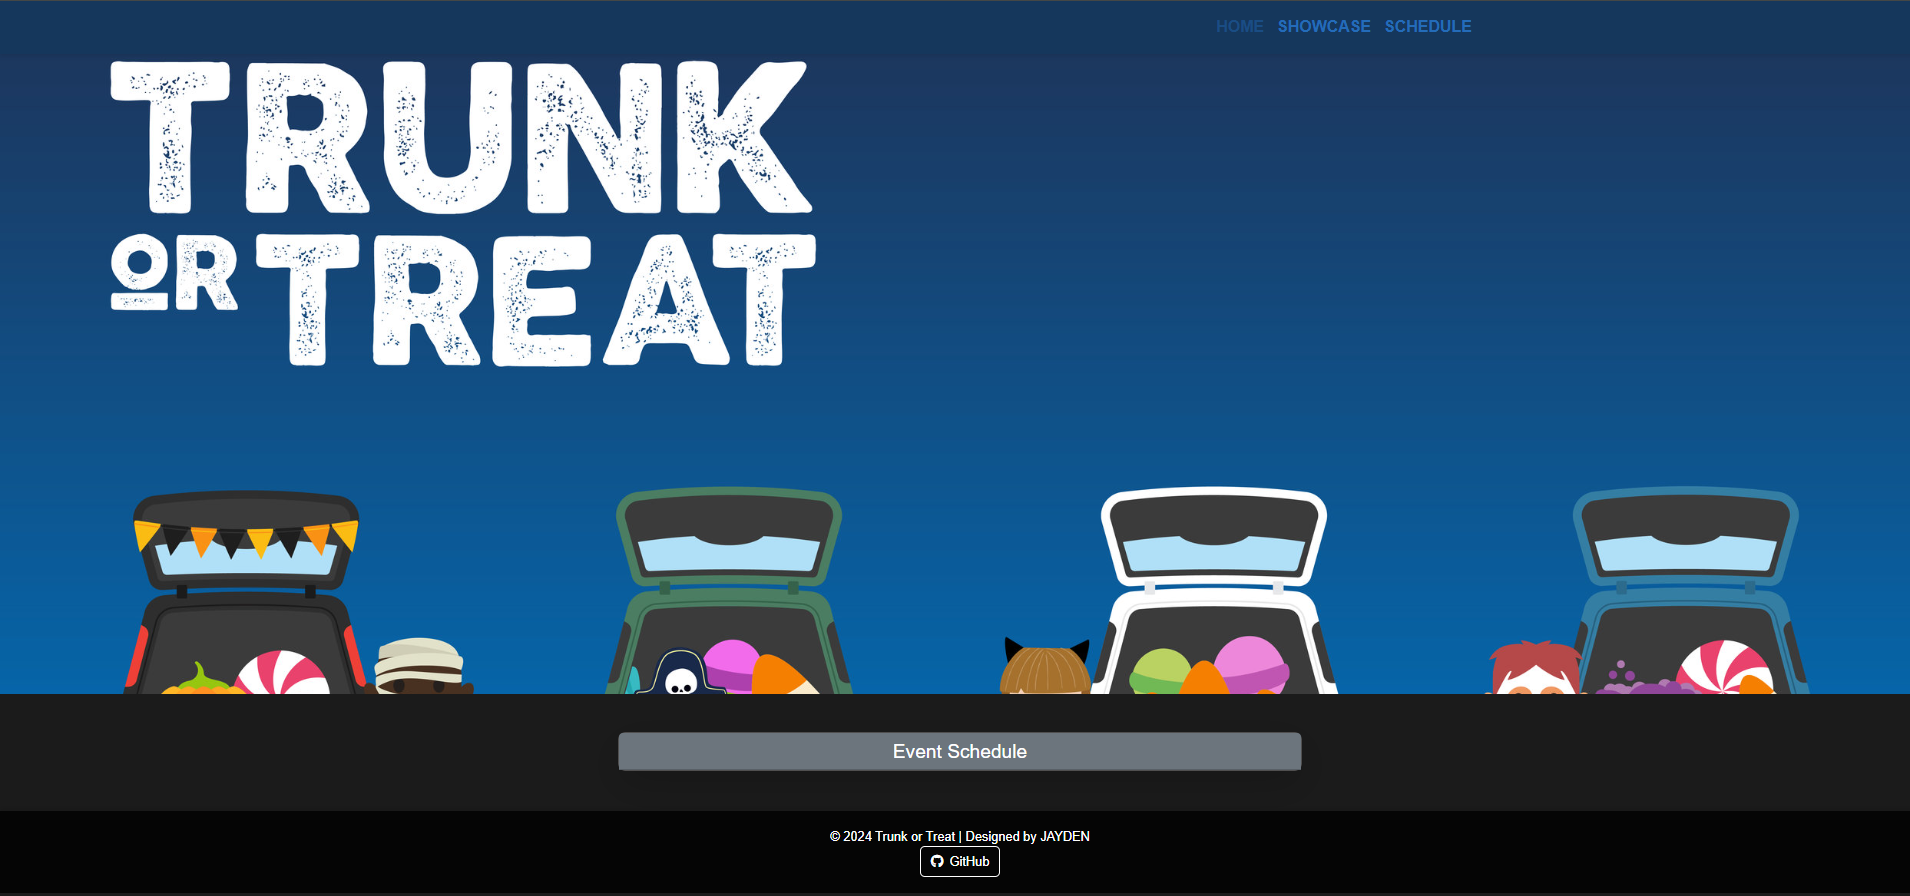 HOME SHOWCASE SCHEDULE
TRUNK
OR TREAT
Event Schedule
© 2024 Trunk or Treat | Designed by JAYDEN
GitHub